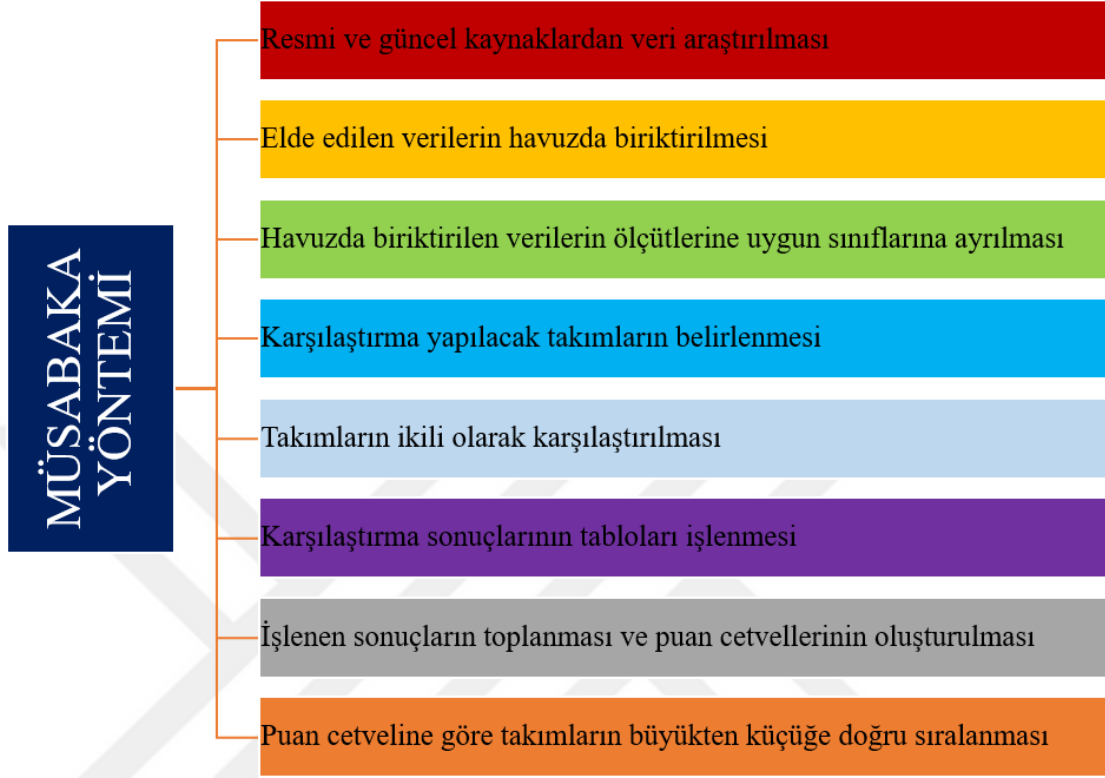 MÜSABAKA
YÖNTEMİ
Resmi ve güncel kaynaklardan veri araştırılması
Elde edilen verilerin havuzda biriktirilmesi
Havuzda biriktirilen verilerin ölçütlerine uygun sınıflarına ayrılması
Karşılaştırma yapılacak takımların belirlenmesi
Takımların ikili olarak karşılaştırılması
Karşılaştırma sonuçlarının tabloları işlenmesi
İşlenen sonuçların toplanması ve puan cetvellerinin oluşturulması
Puan cetveline göre takımların büyükten küçüğe doğru sıralanması